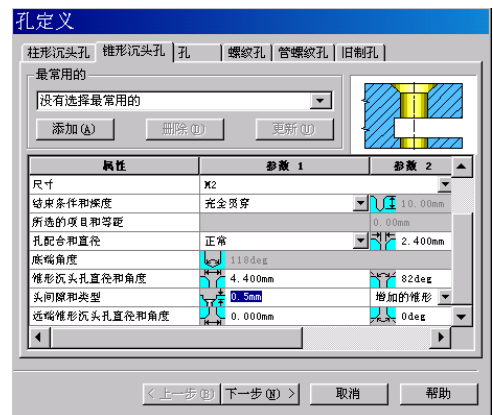 孔定义
柱形沉头孔 锥形沉头孔 孔 螺纹孔 管螺纹孔 旧制孔
最常用的
没有选择最常用的
添加(A) 删除(D) 更新(U)
属性 参数 1 参数 2
尺寸 M2
结束条件和深度 完全贯穿 10.00mm
所选的项目和等距 0.00mm
孔配合和直径 正常 2.400mm
底端角度 118deg
锥形沉头孔直径和角度 4.400mm 82deg
头间隙和类型 0.5mm 增加的锥形
近端锥形沉头孔直径和角度 0.000mm 0deg
< 上一步(B) 下一步(N) > 取消 帮助